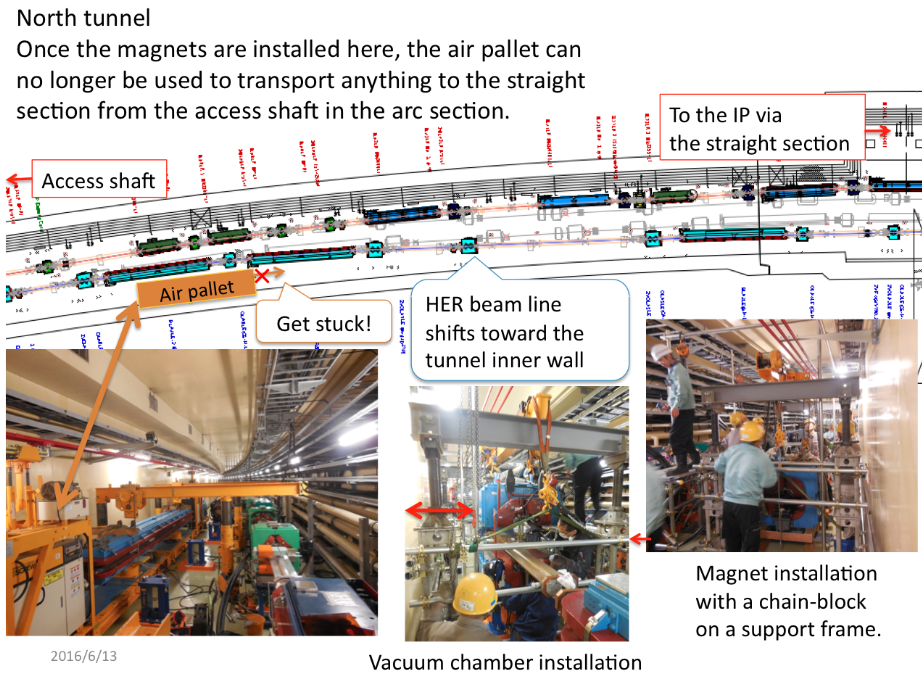 North tunnel
Once the magnets are installed here, the air pallet can
no longer be used to transport anything to the straight
section from the access shaft in the arc section.
To the IP via
the straight section
Access shaft
Air pallet
Get stuck!
HER beam line
shifts toward the
tunnel inner wall
Magnet installation
with a chain-block
on a support frame.
2016/6/13
Vacuum chamber installation